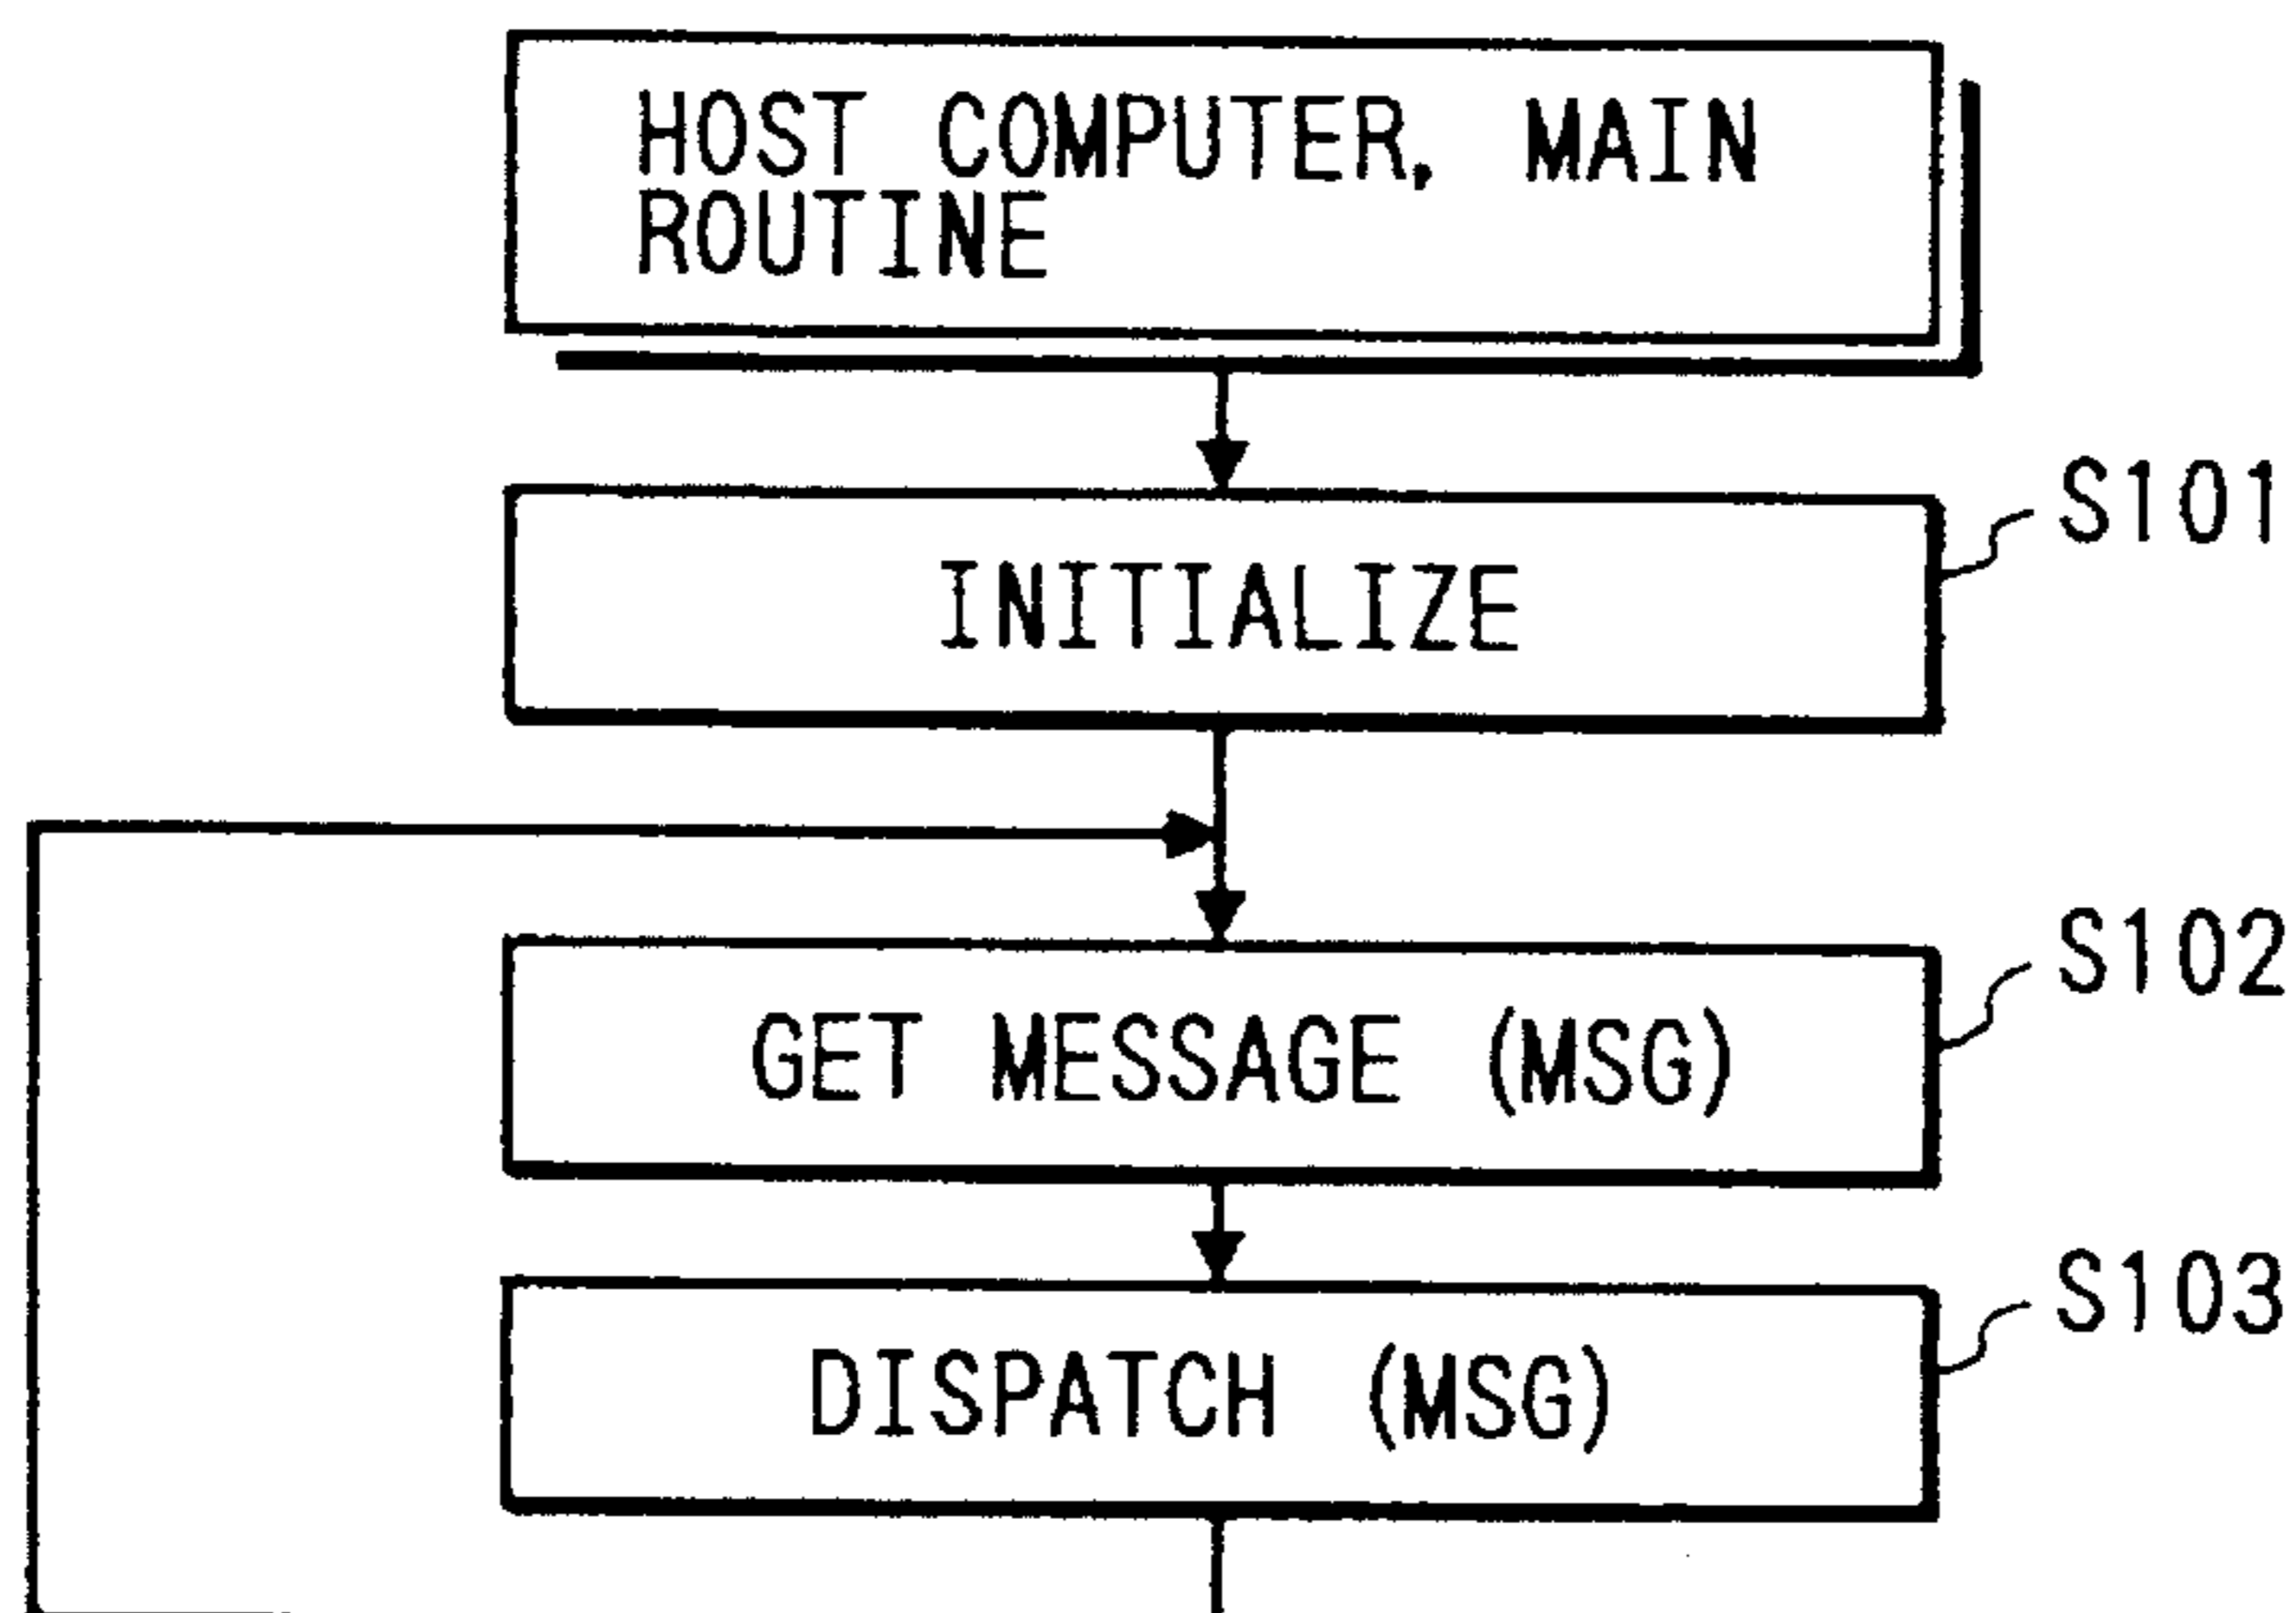 HOST COMPUTER, MAIN
ROUTINE
S101
INITIALIZE
S102
GET MESSAGE (MSG)
S103
DISPATCH (MSG)